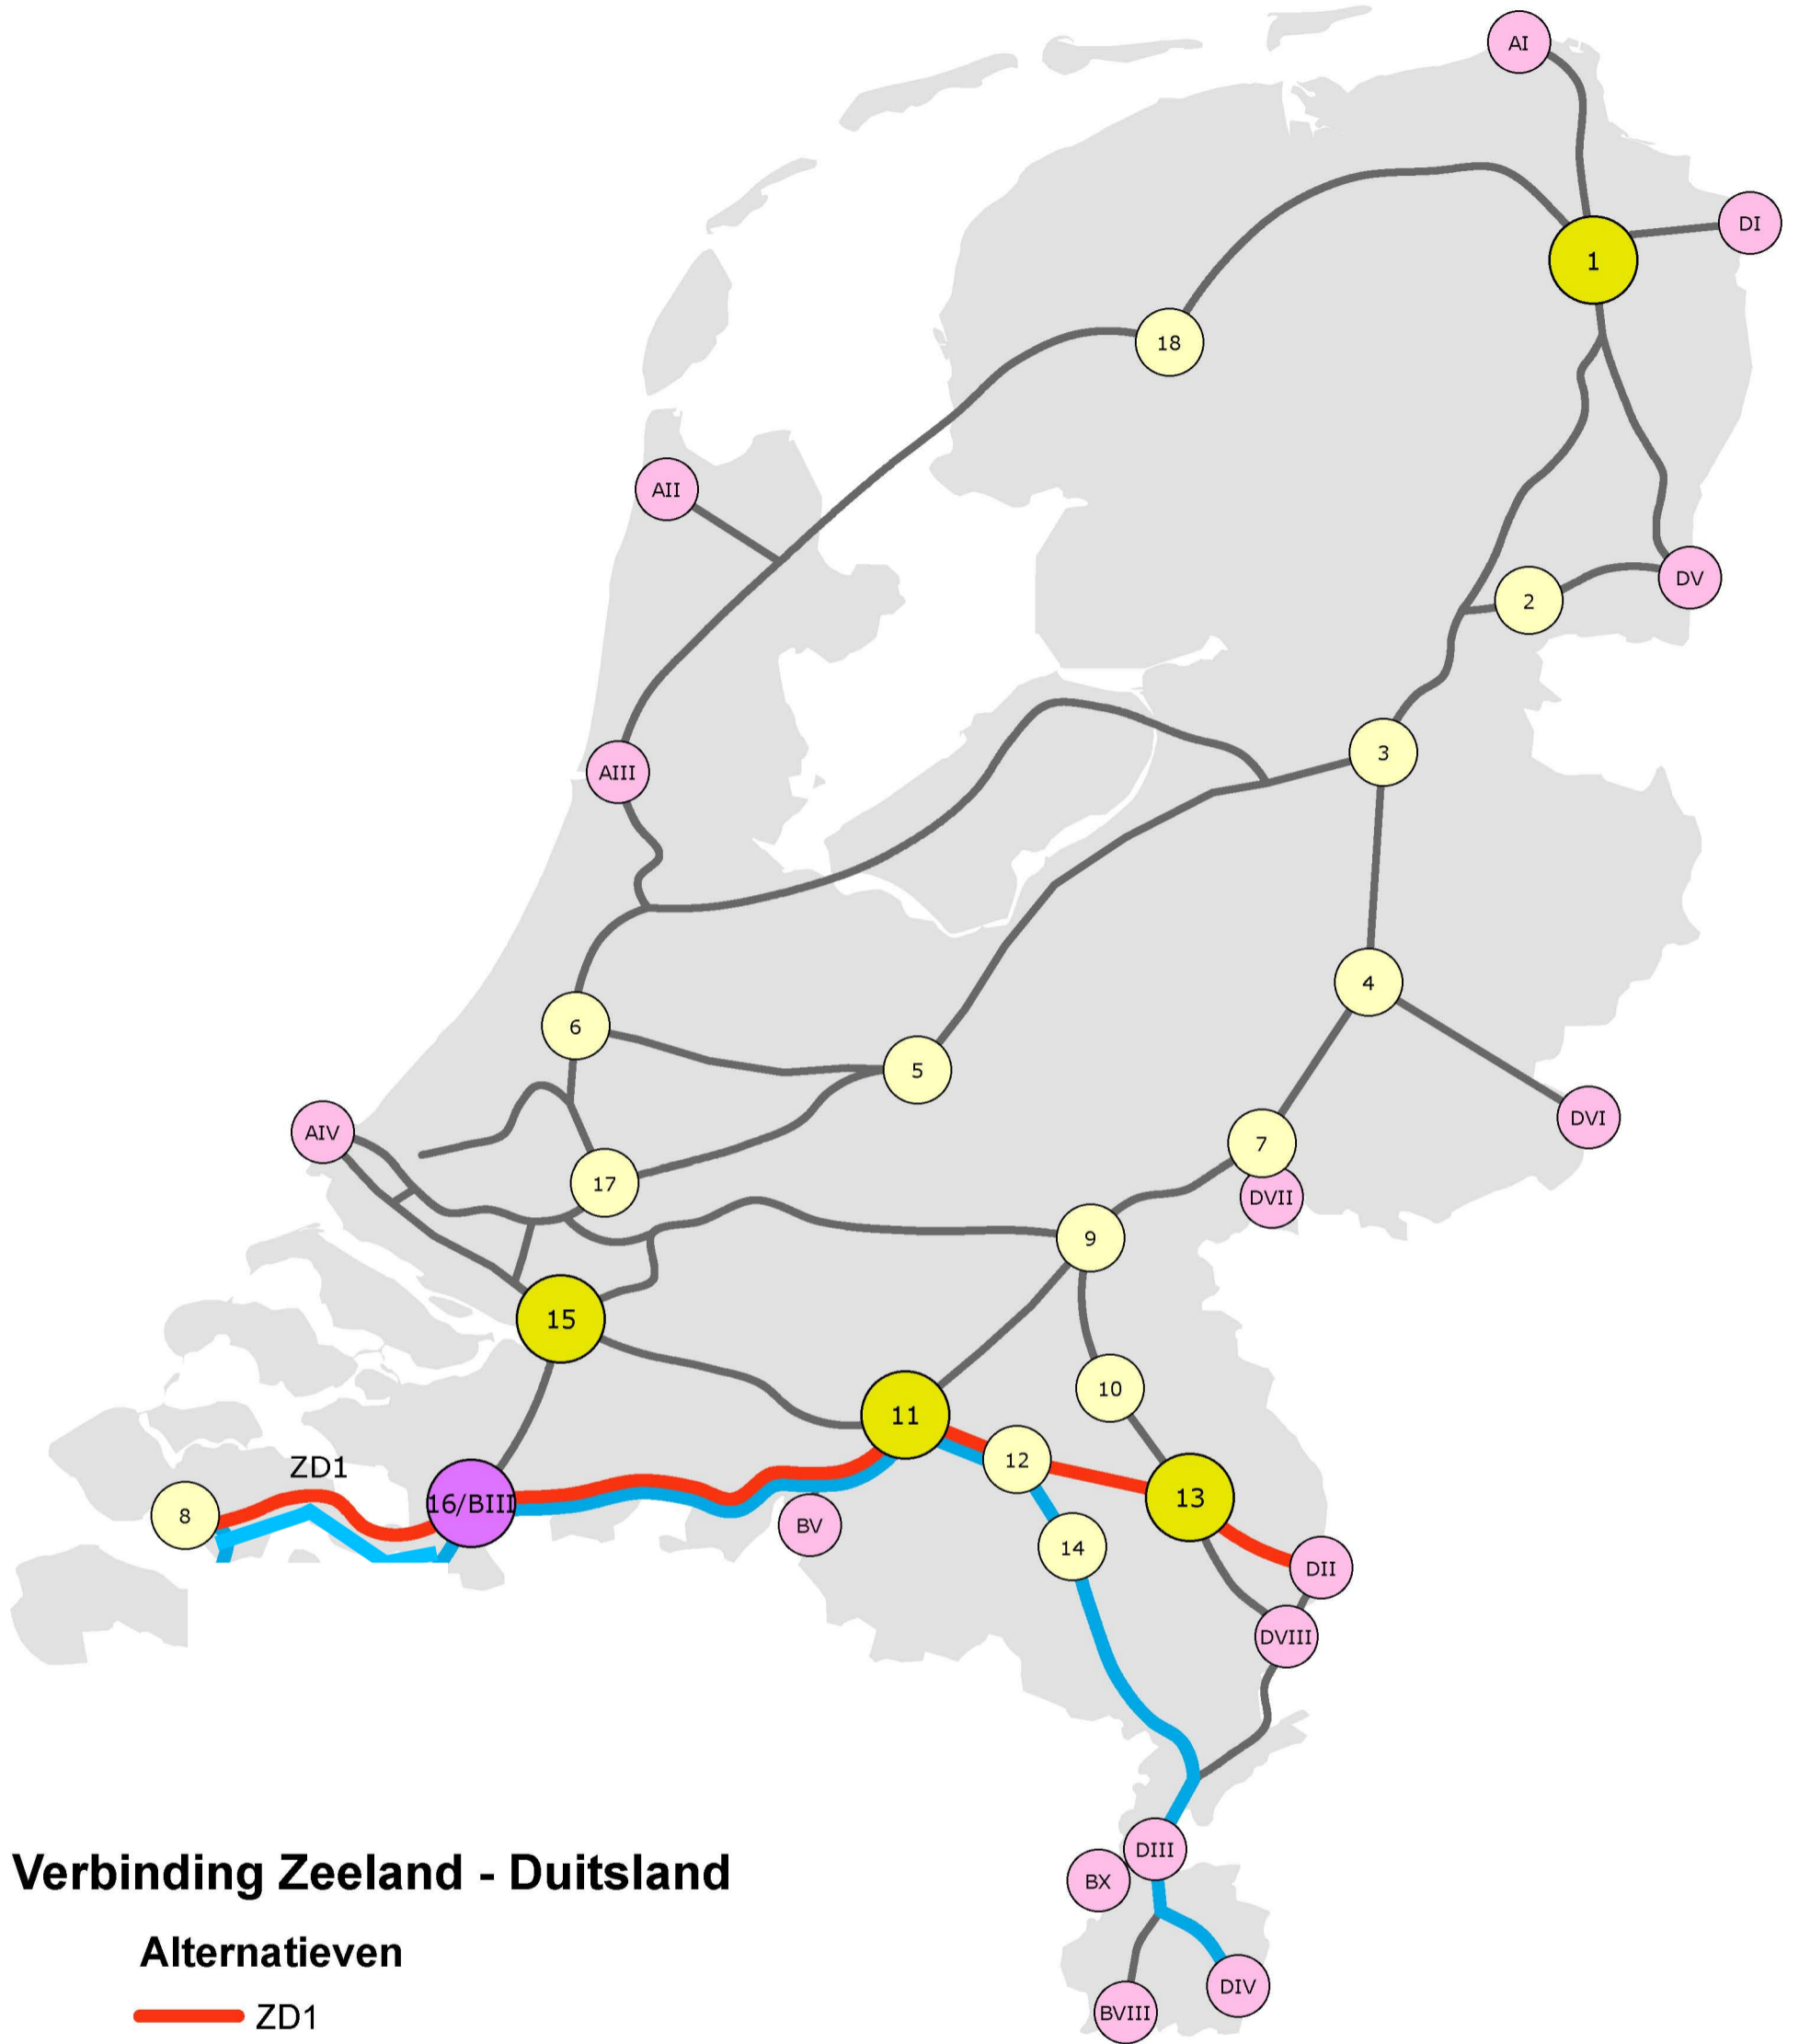 AI
DI
1
18
AII
DV
2
3
AIII
4
6
5
DVI
AIV
7
17
DVII
9
15
10
11
12
ZD1
13
16/BIII
8
BV
14
DII
DVIII
DIII
BX
Verbinding Zeeland - Duitsland
Alternatieven
DIV
BVIII
ZD1